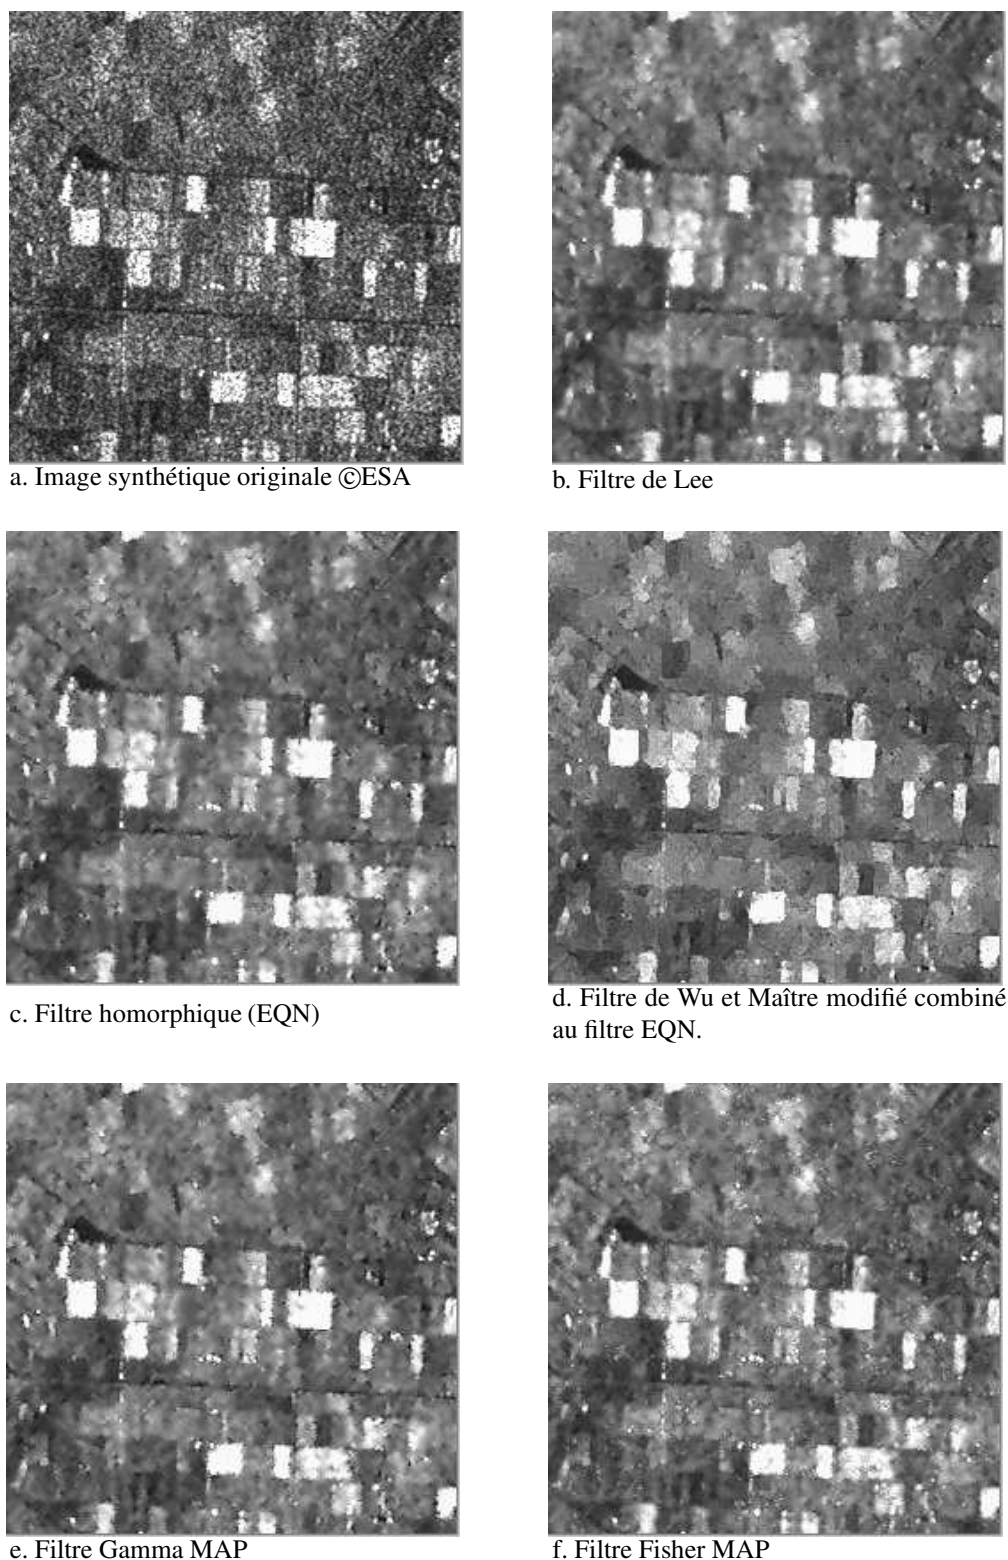 a. Image synthétique originale ©ESA
b. Filtre de Lee
c. Filtre homorphique (EQN)
d. Filtre de Wu et Maître modifié combiné
au filtre EQN.
e. Filtre Gamma MAP
f. Filtre Fisher MAP